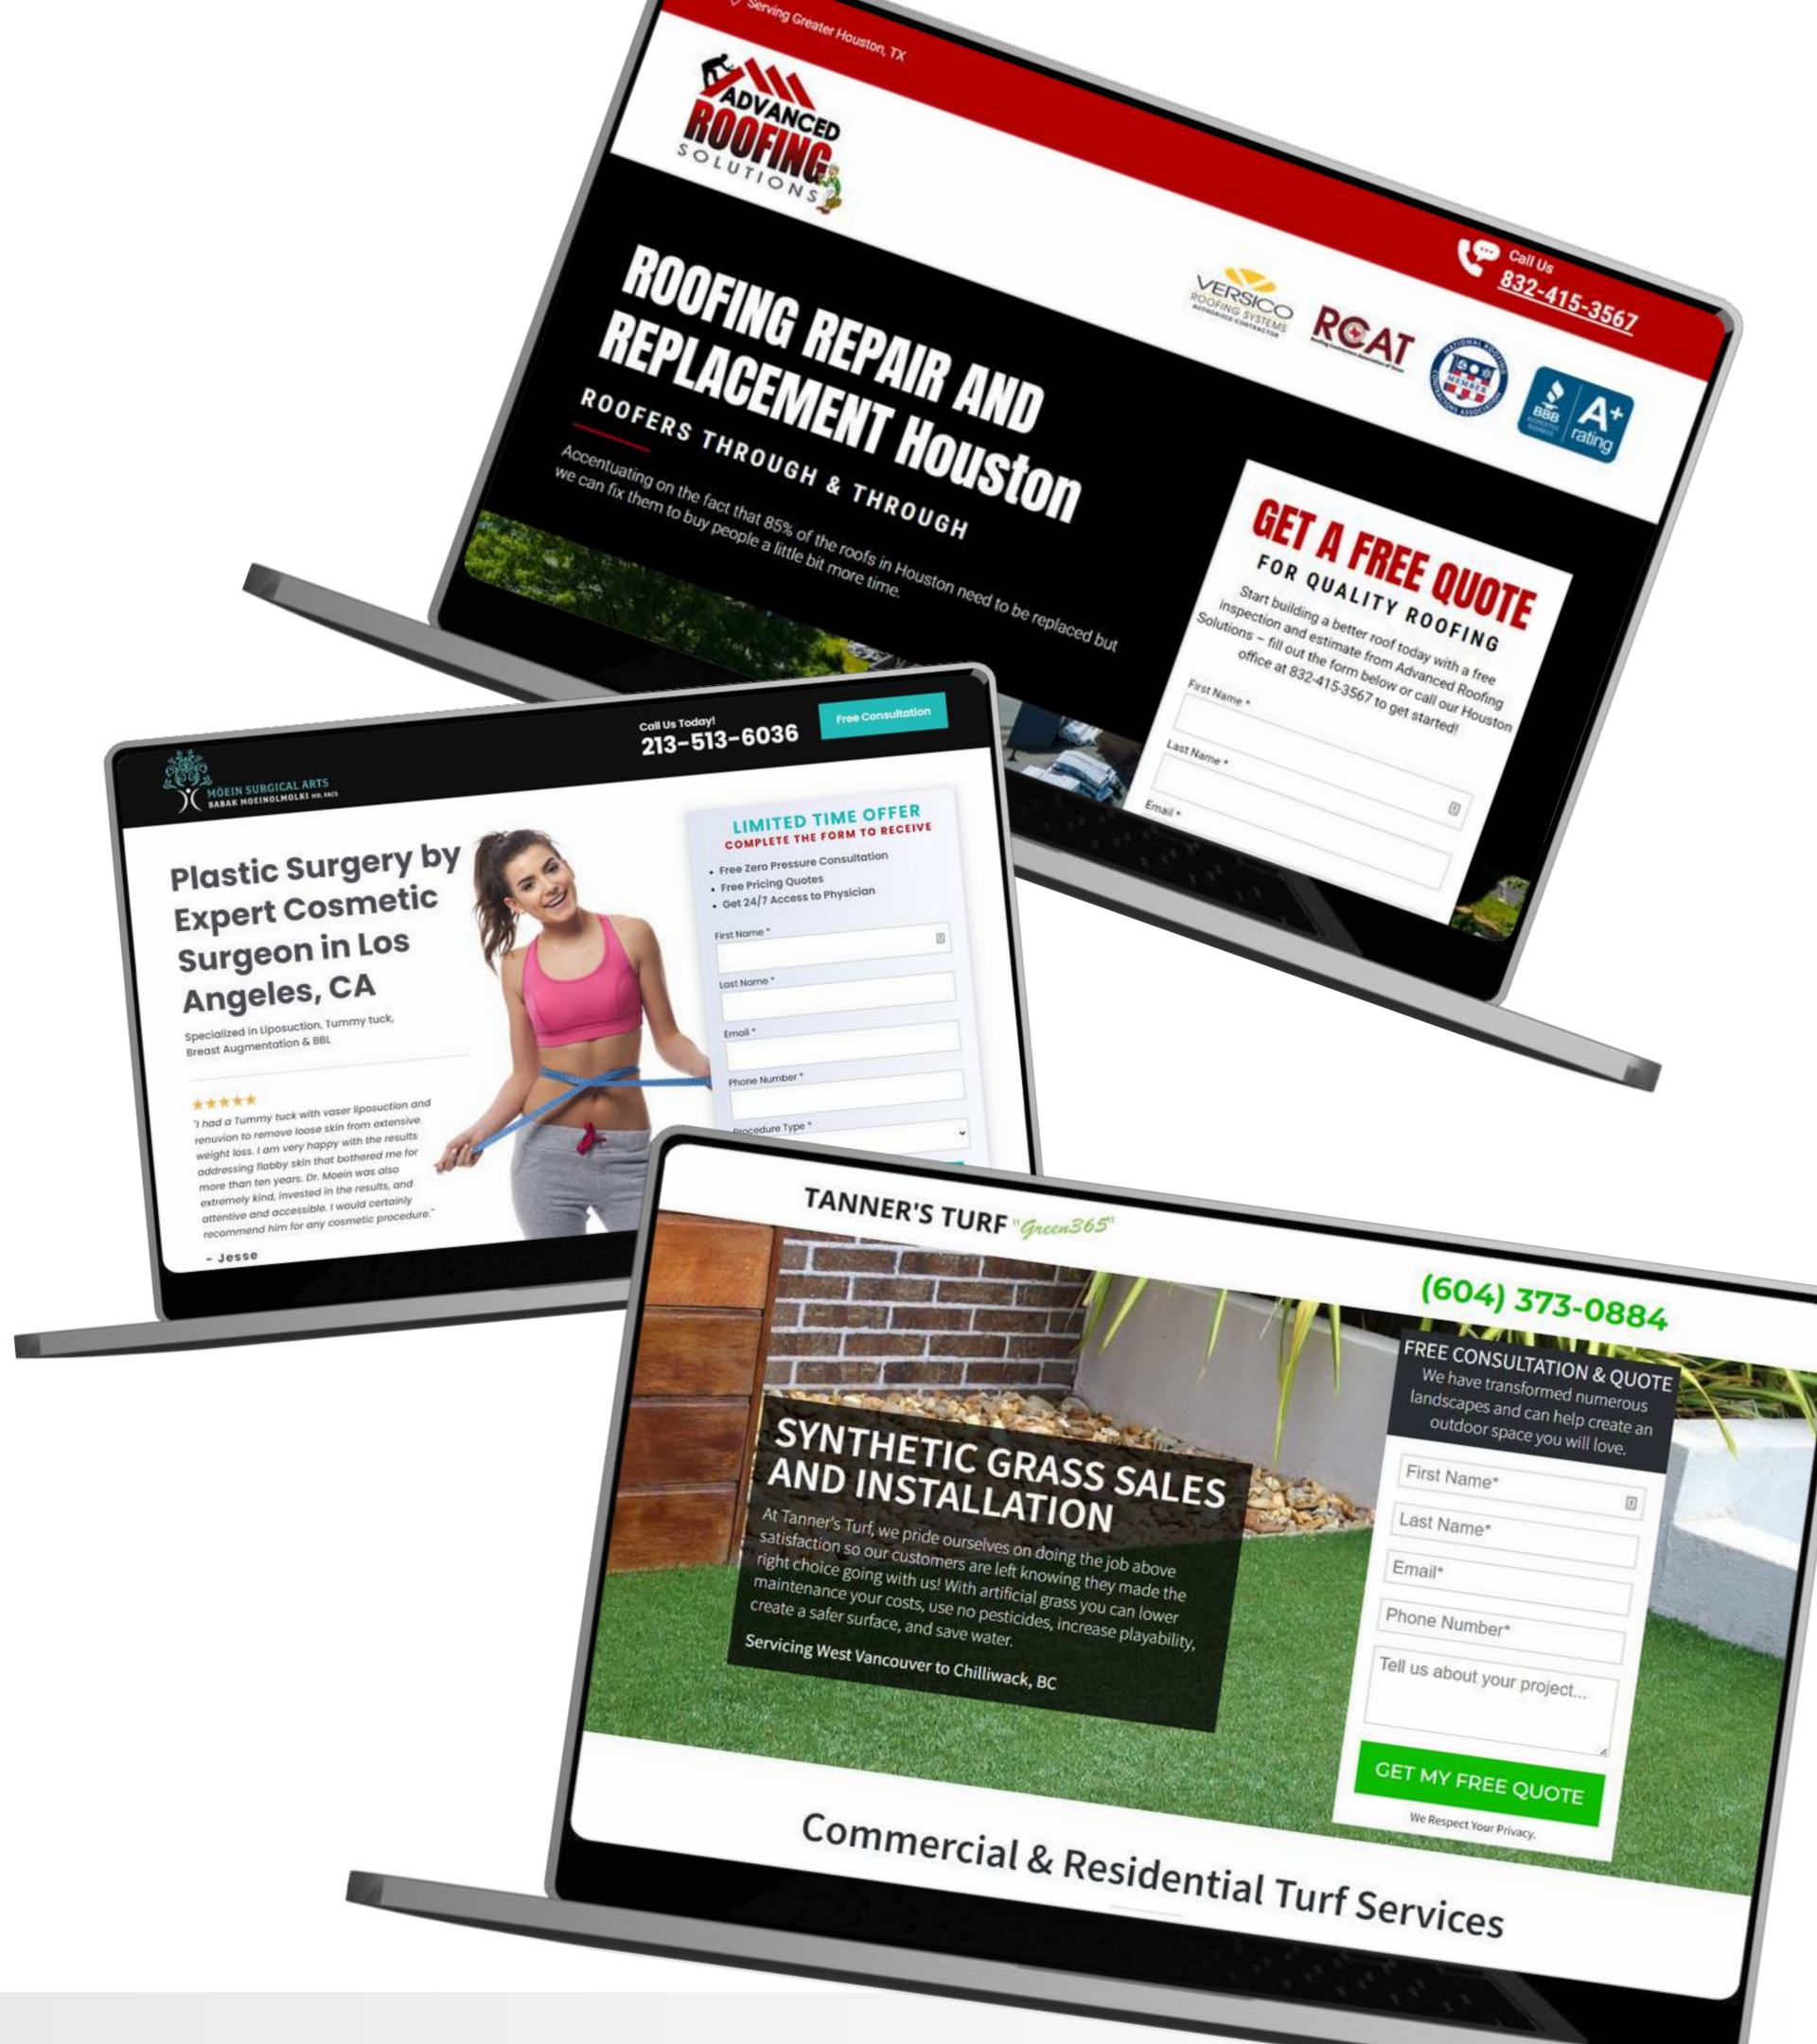 Serving Greater Houston, TX
ADVANCED
ROOFING
SOLUTIONS
Call Us
832-415-3567
VERSICO
ROOFING SYSTEMS
AUTHORIZED CONTRACTOR
RCAT
NATIONAL ROOFING
MEMBER
CONTRACTORS ASSOCIATION
BBB
ACCREDITED
BUSINESS
A+
rating
ROOFING REPAIR AND
REPLACEMENT Houston
ROOFERS THROUGH & THROUGH
Accentuating on the fact that 85% of the roofs in Houston need to be replaced but
we can fix them to buy people a little bit more time.
GET A FREE QUOTE
FOR QUALITY ROOFING
Start building a better roof today with a free
inspection and estimate from Advanced Roofing
Solutions – fill out the form below or call our Houston
office at 832-415-3567 to get started!
First Name *
Last Name *
Email *
MÖEIN SURGICAL ARTS
BABAK MOEINOLMOLKI MD, FACS
Call Us Today!
213-513-6036
Free Consultation
Plastic Surgery by
Expert Cosmetic
Surgeon in Los
Angeles, CA
Specialized in Liposuction, Tummy tuck,
Breast Augmentation & BBL
"I had a Tummy tuck with vaser liposuction and
renuvion to remove loose skin from extensive
weight loss. I am very happy with the results
addressing flabby skin that bothered me for
more than ten years. Dr. Moein was also
extremely kind, invested in the results, and
attentive and accessible. I would certainly
recommend him for any cosmetic procedure."
- Jesse
LIMITED TIME OFFER
COMPLETE THE FORM TO RECEIVE
• Free Zero Pressure Consultation
• Free Pricing Quotes
• Get 24/7 Access to Physician
First Name *
Last Name *
Email *
Phone Number *
Procedure Type *
TANNER'S TURF "Green365"
(604) 373-0884
SYNTHETIC GRASS SALES
AND INSTALLATION
At Tanner's Turf, we pride ourselves on doing the job above
satisfaction so our customers are left knowing they made the
right choice going with us! With artificial grass you can lower
maintenance your costs, use no pesticides, increase playability,
create a safer surface, and save water.
Servicing West Vancouver to Chilliwack, BC
FREE CONSULTATION & QUOTE
We have transformed numerous
landscapes and can help create an
outdoor space you will love.
First Name*
Last Name*
Email*
Phone Number*
Tell us about your project...
GET MY FREE QUOTE
We Respect Your Privacy.
Commercial & Residential Turf Services